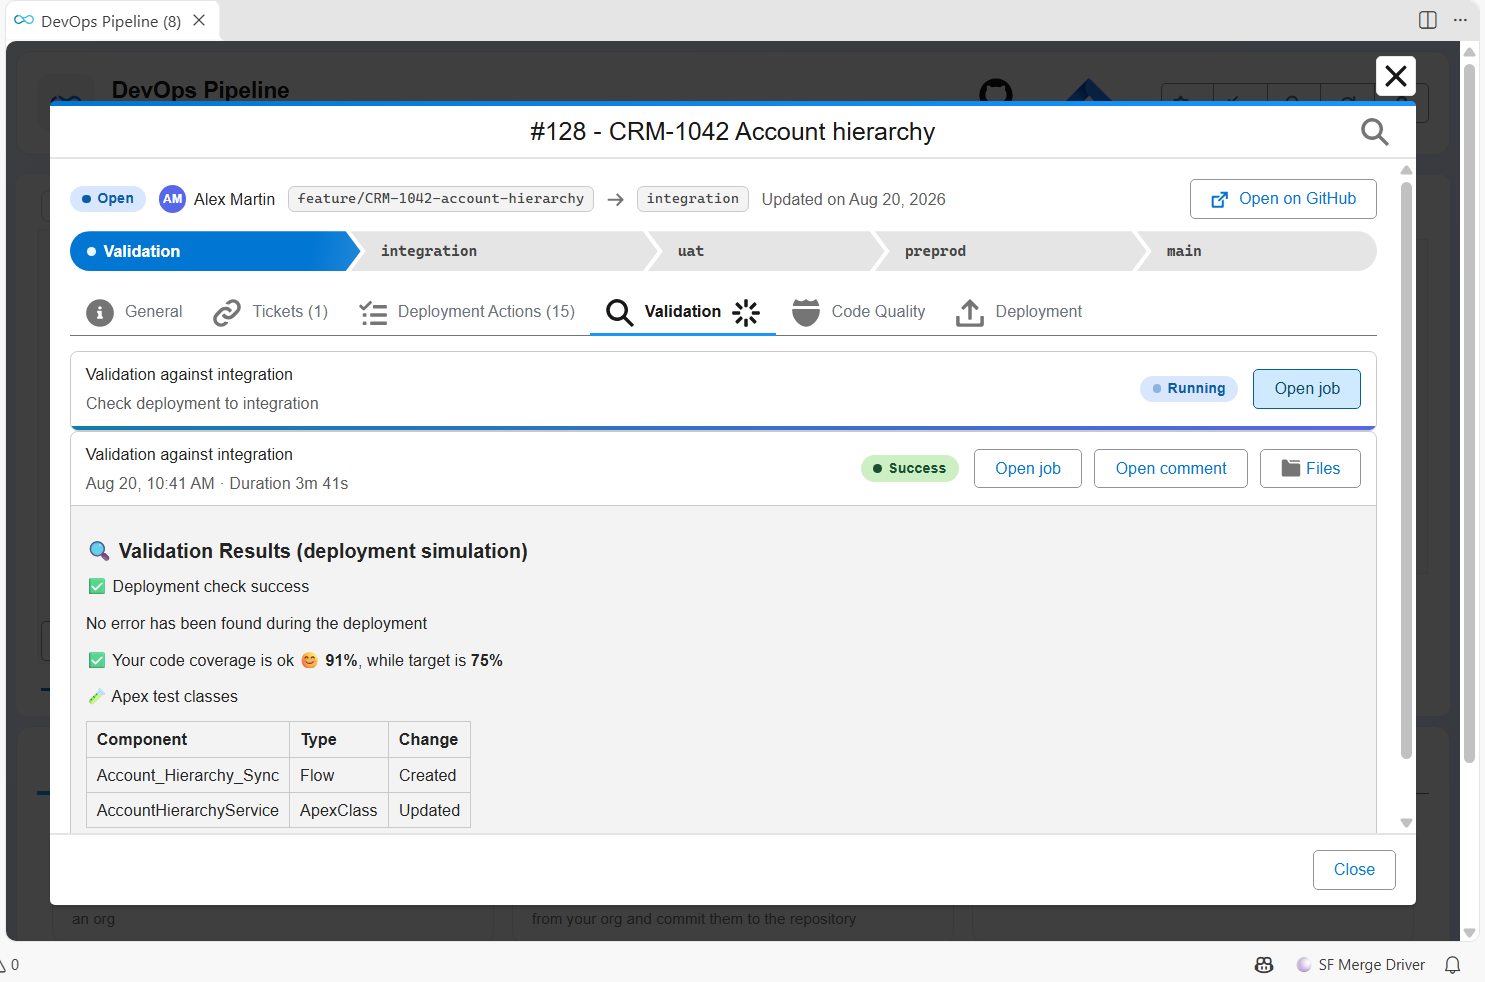 DevOps Pipeline (8)
DevOps Pipeline
#128 - CRM-1042 Account hierarchy
Open
AM
Alex Martin
feature/CRM-1042-account-hierarchy
integration
Updated on Aug 20, 2026
Open on GitHub
Validation
integration
uat
preprod
main
General
Tickets (1)
Deployment Actions (15)
Validation
Code Quality
Deployment
Validation against integration
Check deployment to integration
Running
Open job
Validation against integration
Aug 20, 10:41 AM · Duration 3m 41s
Success
Open job
Open comment
Files
Validation Results (deployment simulation)
Deployment check success
No error has been found during the deployment
Your code coverage is ok 😊 91%, while target is 75%
Apex test classes
Component Type Change
Account_Hierarchy_Sync Flow Created
AccountHierarchyService ApexClass Updated
Close
an org
from your org and commit them to the repository
0
SF Merge Driver